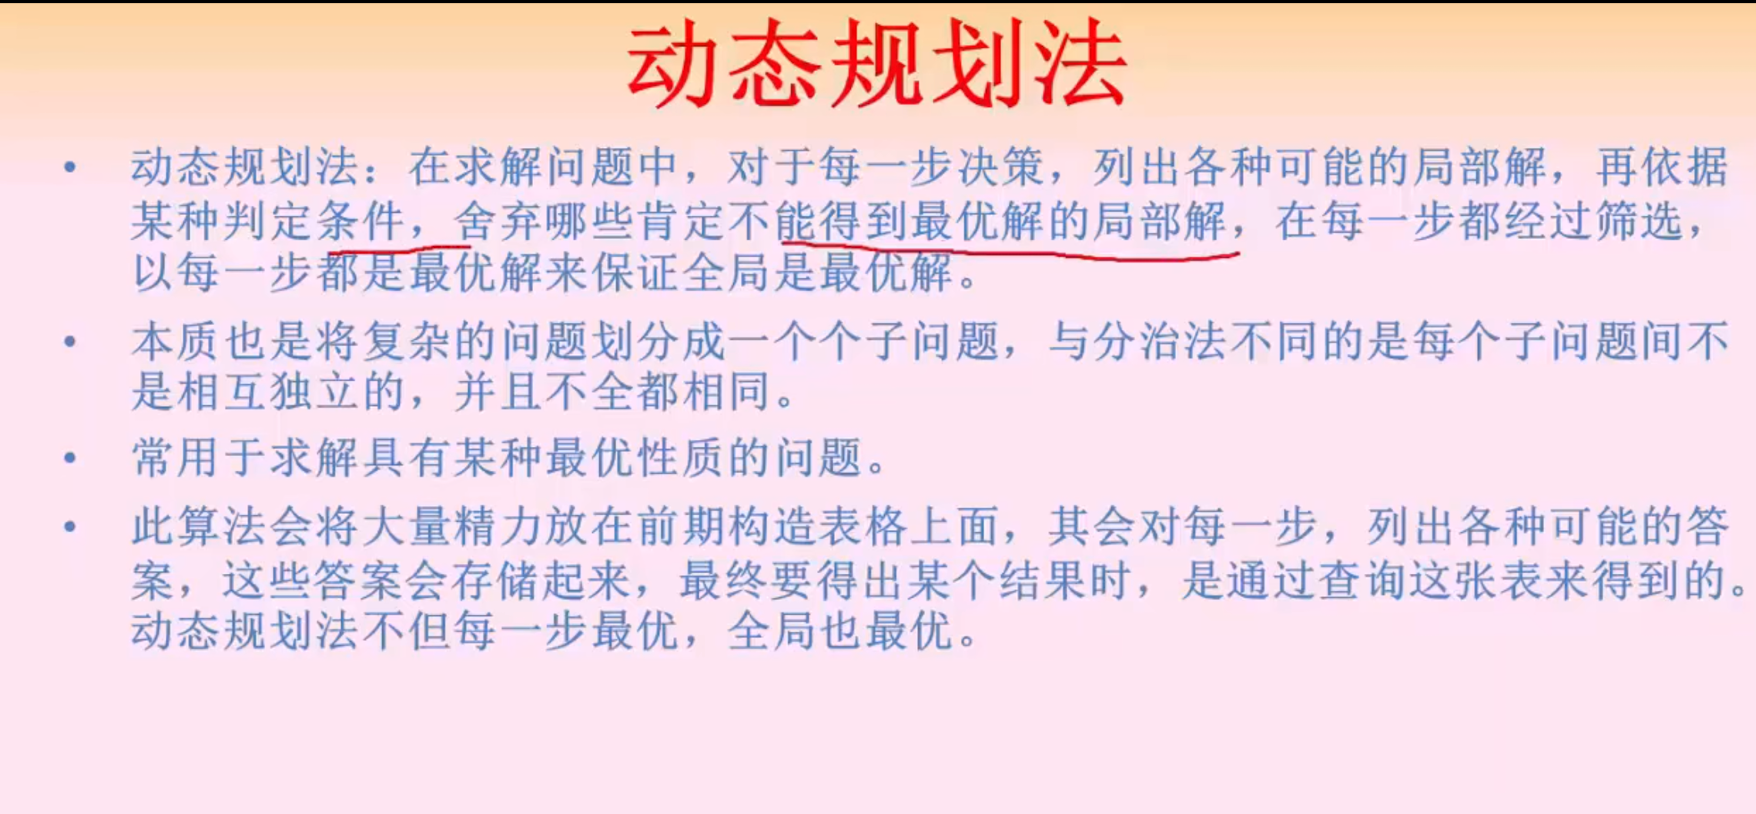 动态规划法
• 动态规划法：在求解问题中，对于每一步决策，列出各种可能的局部解，再依据
某种判定条件，舍弃哪些肯定不能得到最优解的局部解，在每一步都经过筛选，
以每一步都是最优解来保证全局是最优解。
• 本质也是将复杂的问题划分成一个个子问题，与分治法不同的是每个子问题间不
是相互独立的，并且不全都相同。
• 常用于求解具有某种最优性质的问题。
• 此算法会将大量精力放在前期构造表格上面，其会对每一步，列出各种可能的答
案，这些答案会存储起来，最终要得出某个结果时，是通过查询这张表来得到的。
动态规划法不但每一步最优，全局也最优。